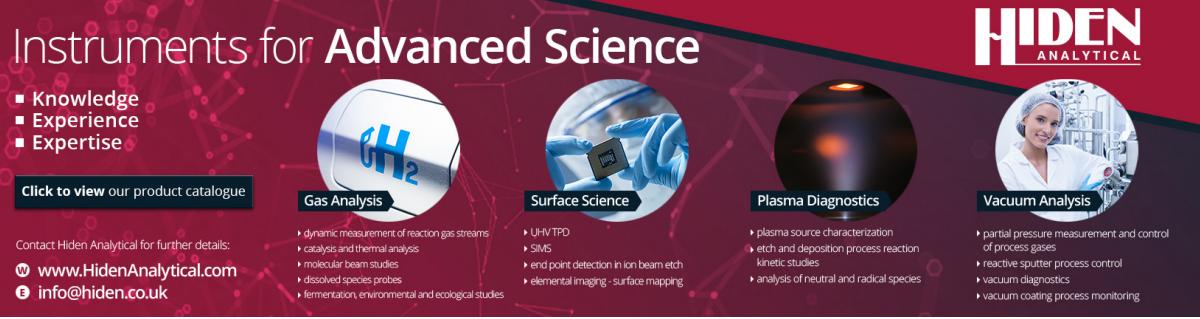 Instruments for Advanced Science
HIDEN
ANALYTICAL
Knowledge
Experience
Expertise
Click to view our product catalogue
Contact Hiden Analytical for further details:
W www.HidenAnalytical.com
E info@hiden.co.uk
H2
Gas Analysis
dynamic measurement of reaction gas streams
catalysis and thermal analysis
molecular beam studies
dissolved species probes
fermentation, environmental and ecological studies
Surface Science
UHV TPD
SIMS
end point detection in ion beam etch
elemental imaging - surface mapping
Plasma Diagnostics
plasma source characterization
etch and deposition process reaction
kinetic studies
analysis of neutral and radical species
Vacuum Analysis
partial pressure measurement and control
of process gases
reactive sputter process control
vacuum diagnostics
vacuum coating process monitoring